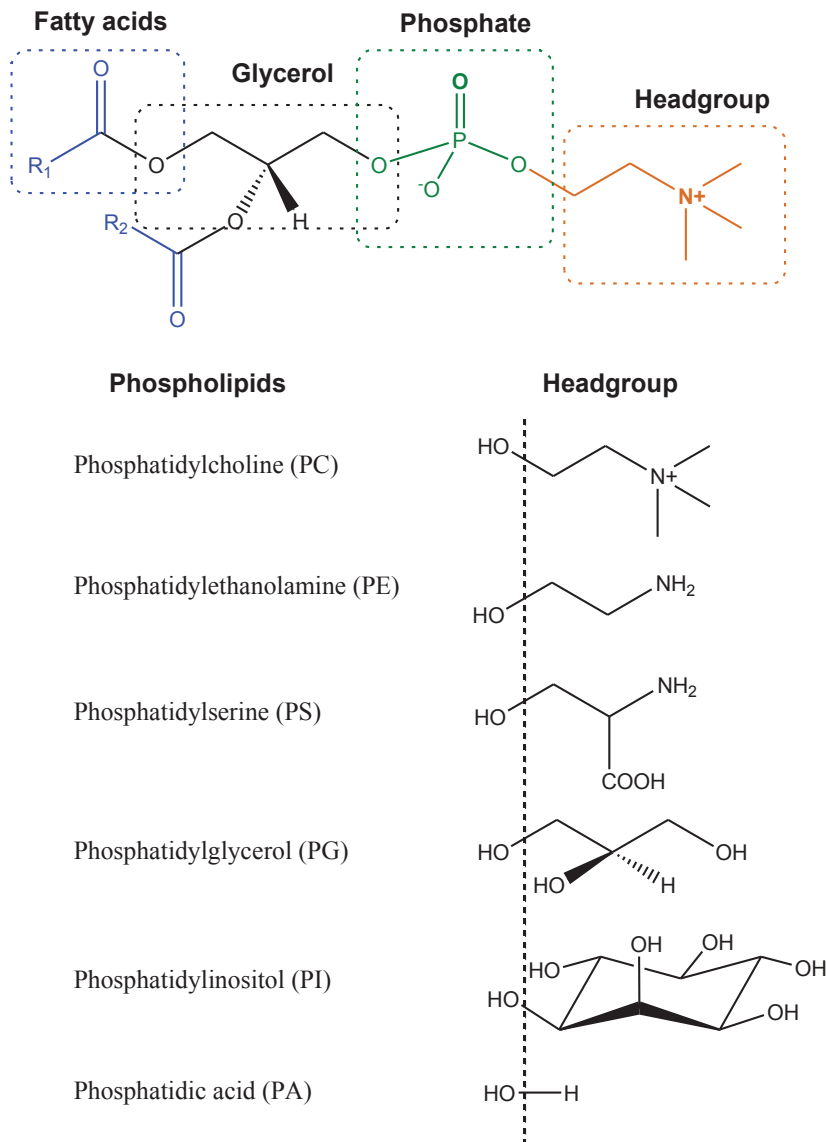 Fatty acids
Phosphate
Glycerol
Headgroup
O
O
R1
O
O
P
O
-O
N+
R2
O
H
O
Phospholipids
Headgroup
Phosphatidylcholine (PC)
HO
N+
Phosphatidylethanolamine (PE)
HO
NH2
Phosphatidylserine (PS)
HO
NH2
COOH
Phosphatidylglycerol (PG)
HO
OH
HO
H
Phosphatidylinositol (PI)
OH
OH
HO
OH
HO
OH
Phosphatidic acid (PA)
HO
H